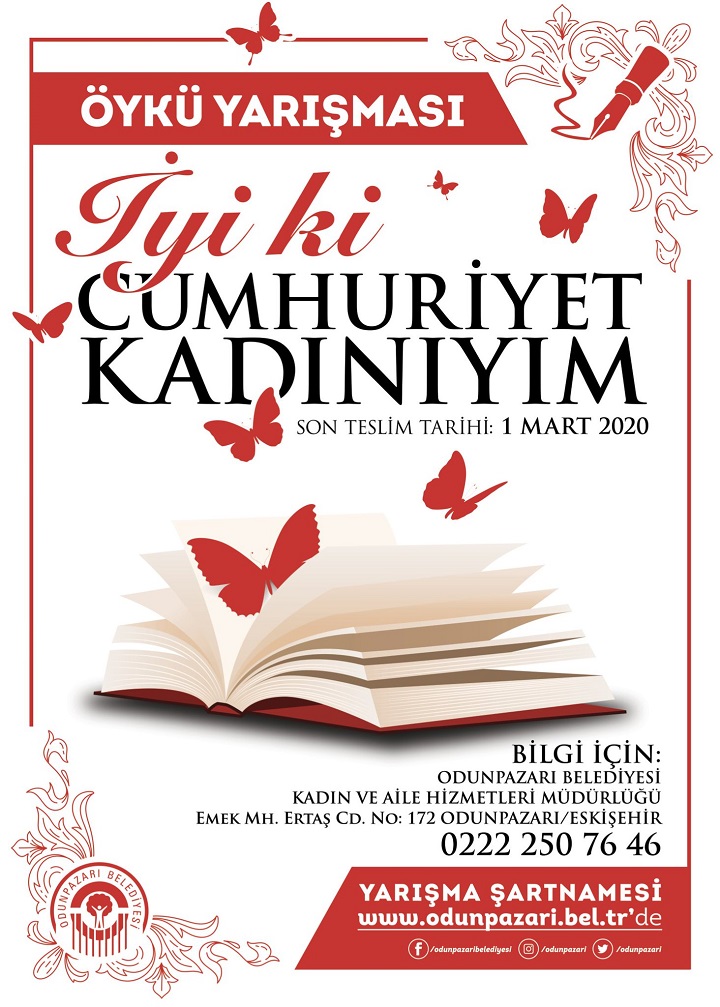 ÖYKÜ YARIŞMASI
İyi ki
CUMHURİYET
KADINIYIM
SON TESLİM TARİHİ: 1 MART 2020
BİLGİ İÇİN:
ODUNPAZARI BELEDİYESİ
KADIN VE AİLE HİZMETLERİ MÜDÜRLÜĞÜ
EMEK MH. ERTAŞ CD. NO: 172 ODUNPAZARI/ESKİŞEHİR
0222 250 76 46
YARIŞMA ŞARTNAMESİ
www.odunpazari.bel.tr'de
/odunpazaribelediyesi /odunpazari /odunpazari
ODUNPAZARI BELEDİYESİ